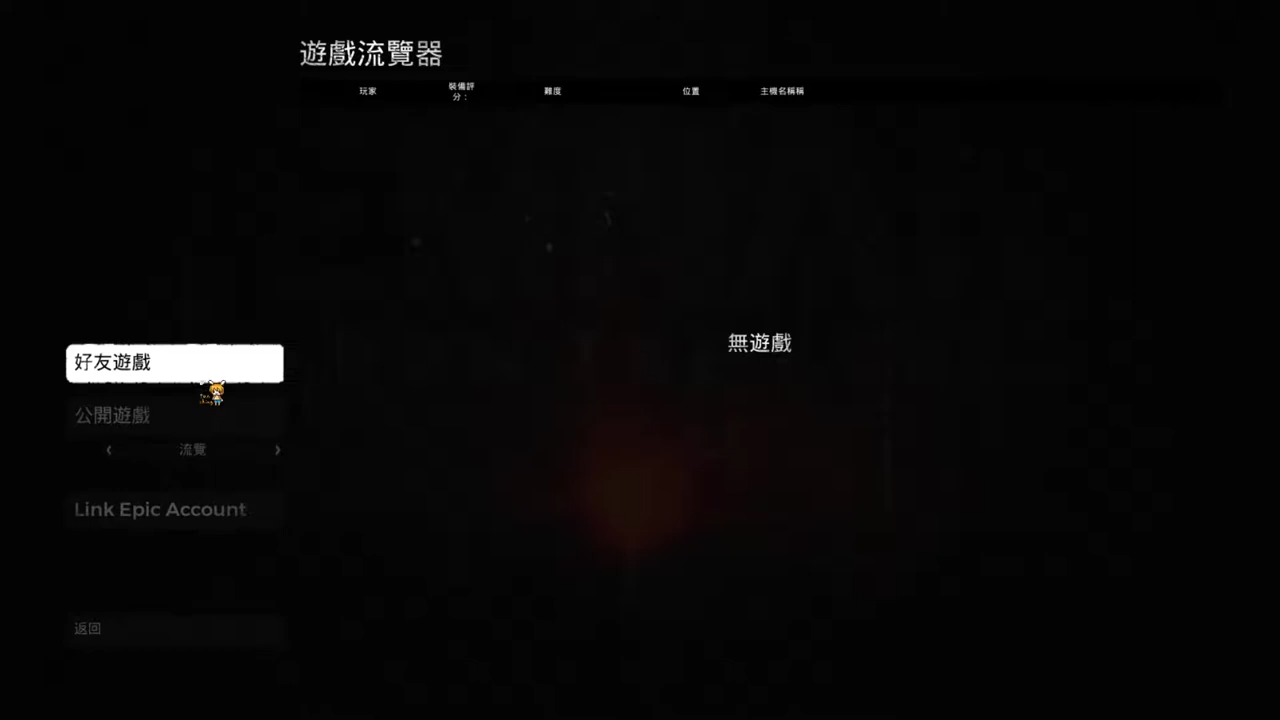 遊戲流覽器
玩家
裝備評
分：
難度
位置
主機名稱稱
無遊戲
好友遊戲
公開遊戲
‹ 流覽 ›
Link Epic Account
返回